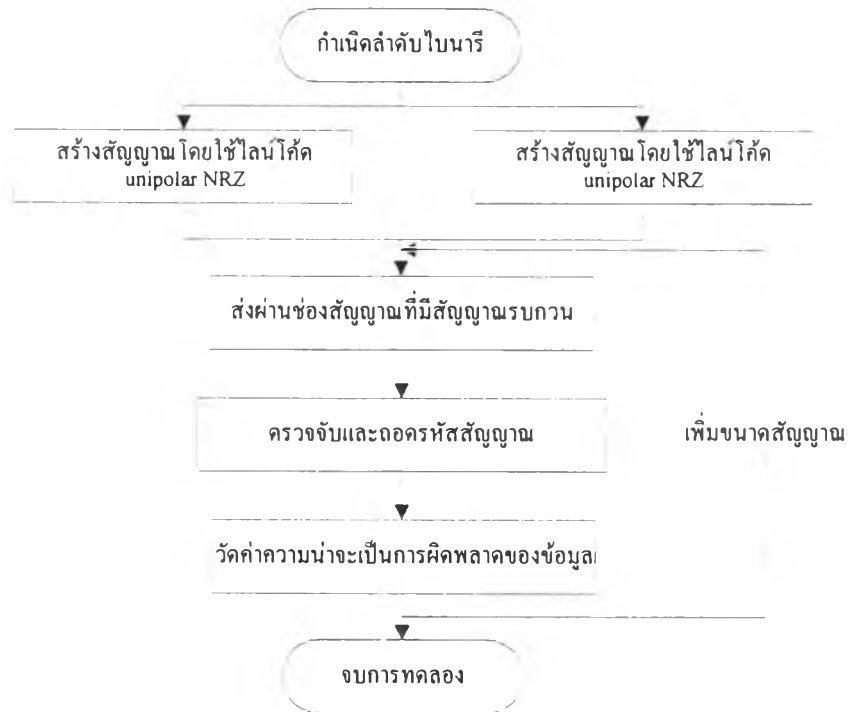 กำเนิดลำดับไบนารี
สร้างสัญญาณโดยใช้ไลน์โค้ด
unipolar NRZ
สร้างสัญญาณโดยใช้ไลน์โค้ด
unipolar NRZ
ส่งผ่านช่องสัญญาณที่มีสัญญาณรบกวน
ตรวจจับและถอดรหัสสัญญาณ
เพิ่มขนาดสัญญาณ
วัดค่าความน่าจะเป็นการผิดพลาดของข้อมูล
จบการทดลอง